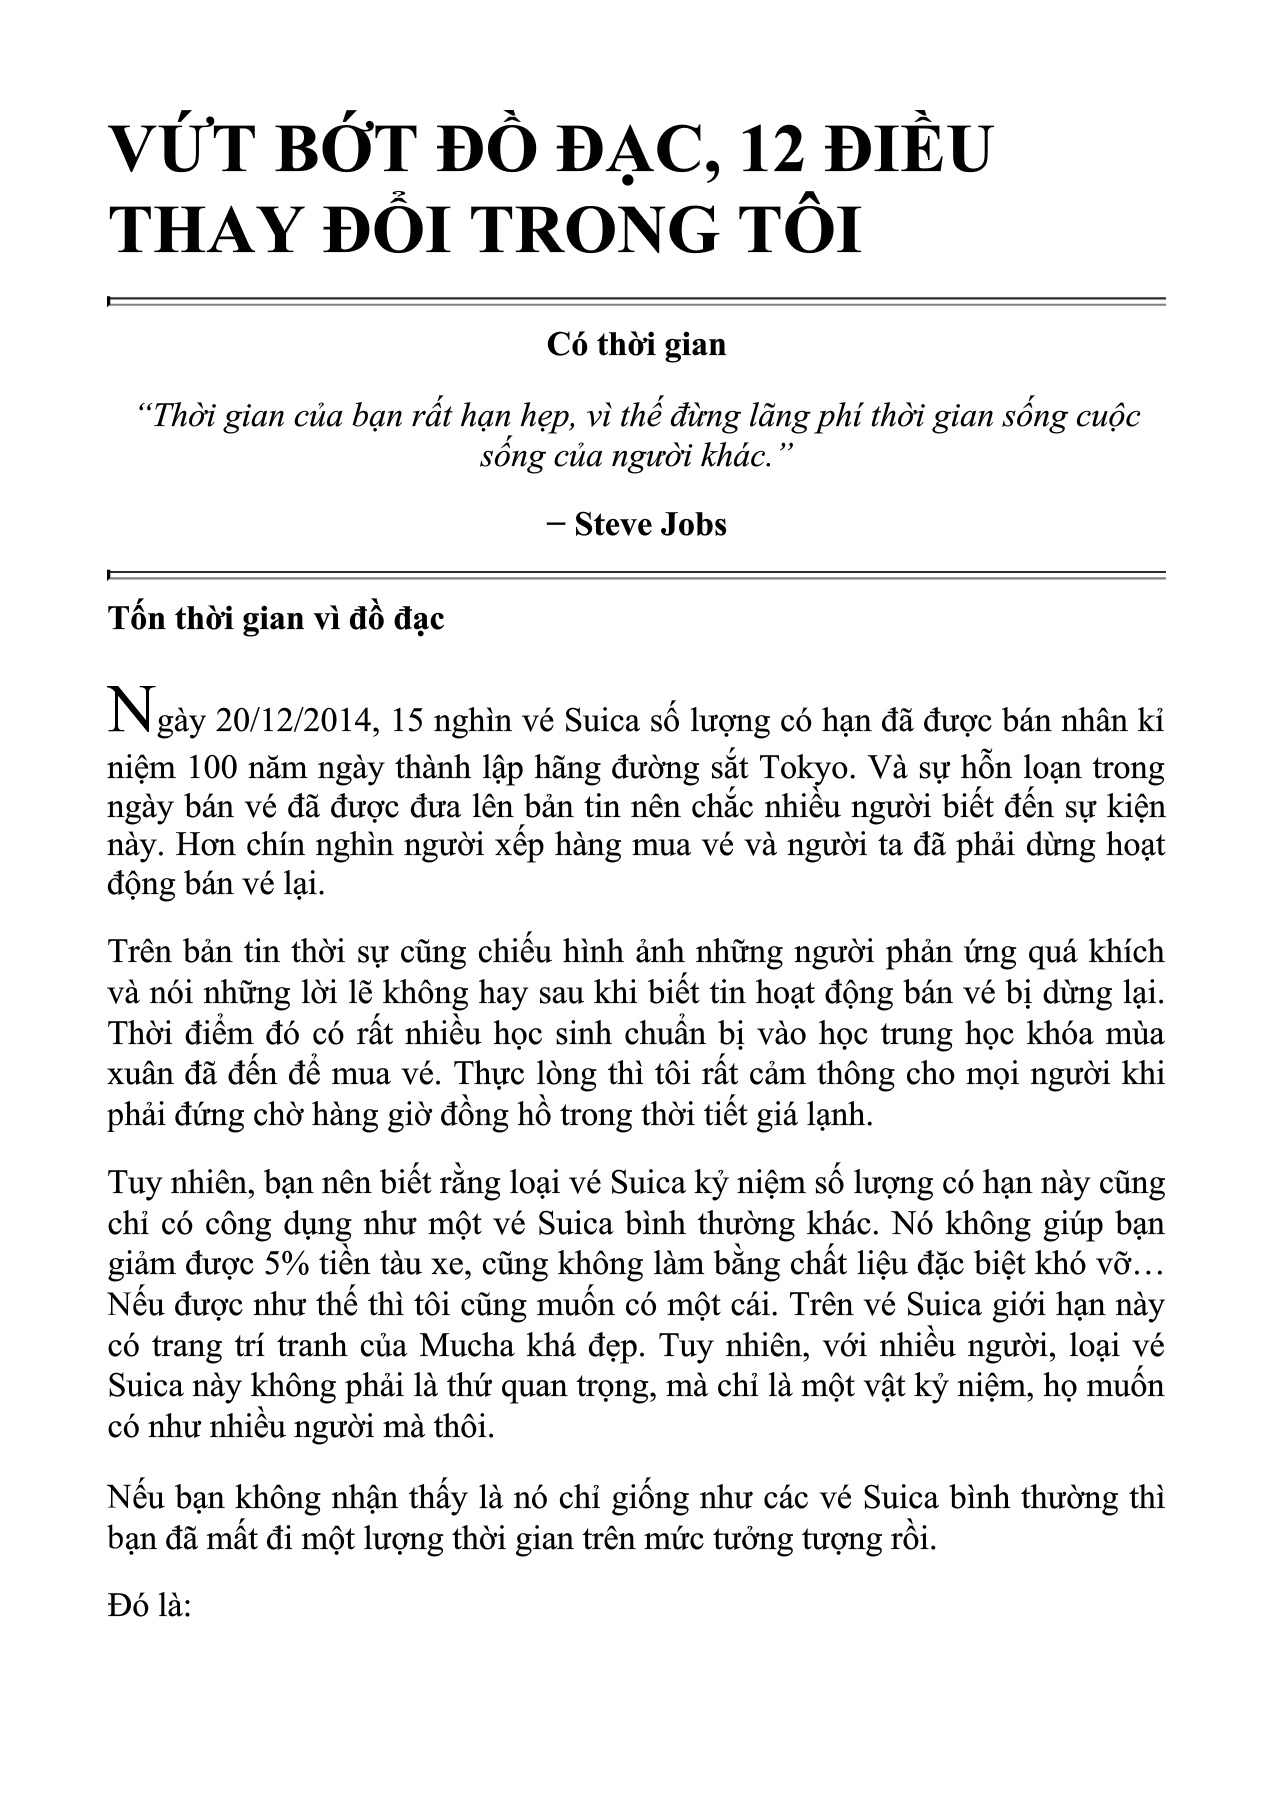 VỨT BỚT ĐỒ ĐẠC, 12 ĐIỀU
THAY ĐỔI TRONG TÔI
Có thời gian
“Thời gian của bạn rất hạn hẹp, vì thế đừng lãng phí thời gian sống cuộc
sống của người khác.”
− Steve Jobs
Tốn thời gian vì đồ đạc
Ngày 20/12/2014, 15 nghìn vé Suica số lượng có hạn đã được bán nhân kỉ
niệm 100 năm ngày thành lập hãng đường sắt Tokyo. Và sự hỗn loạn trong
ngày bán vé đã được đưa lên bản tin nên chắc nhiều người biết đến sự kiện
này. Hơn chín nghìn người xếp hàng mua vé và người ta đã phải dừng hoạt
động bán vé lại.
Trên bản tin thời sự cũng chiếu hình ảnh những người phản ứng quá khích
và nói những lời lẽ không hay sau khi biết tin hoạt động bán vé bị dừng lại.
Thời điểm đó có rất nhiều học sinh chuẩn bị vào học trung học khóa mùa
xuân đã đến để mua vé. Thực lòng thì tôi rất cảm thông cho mọi người khi
phải đứng chờ hàng giờ đồng hồ trong thời tiết giá lạnh.
Tuy nhiên, bạn nên biết rằng loại vé Suica kỷ niệm số lượng có hạn này cũng
chỉ có công dụng như một vé Suica bình thường khác. Nó không giúp bạn
giảm được 5% tiền tàu xe, cũng không làm bằng chất liệu đặc biệt khó vỡ…
Nếu được như thế thì tôi cũng muốn có một cái. Trên vé Suica giới hạn này
có trang trí tranh của Mucha khá đẹp. Tuy nhiên, với nhiều người, loại vé
Suica này không phải là thứ quan trọng, mà chỉ là một vật kỷ niệm, họ muốn
có như nhiều người mà thôi.
Nếu bạn không nhận thấy là nó chỉ giống như các vé Suica bình thường thì
bạn đã mất đi một lượng thời gian trên mức tưởng tượng rồi.
Đó là: